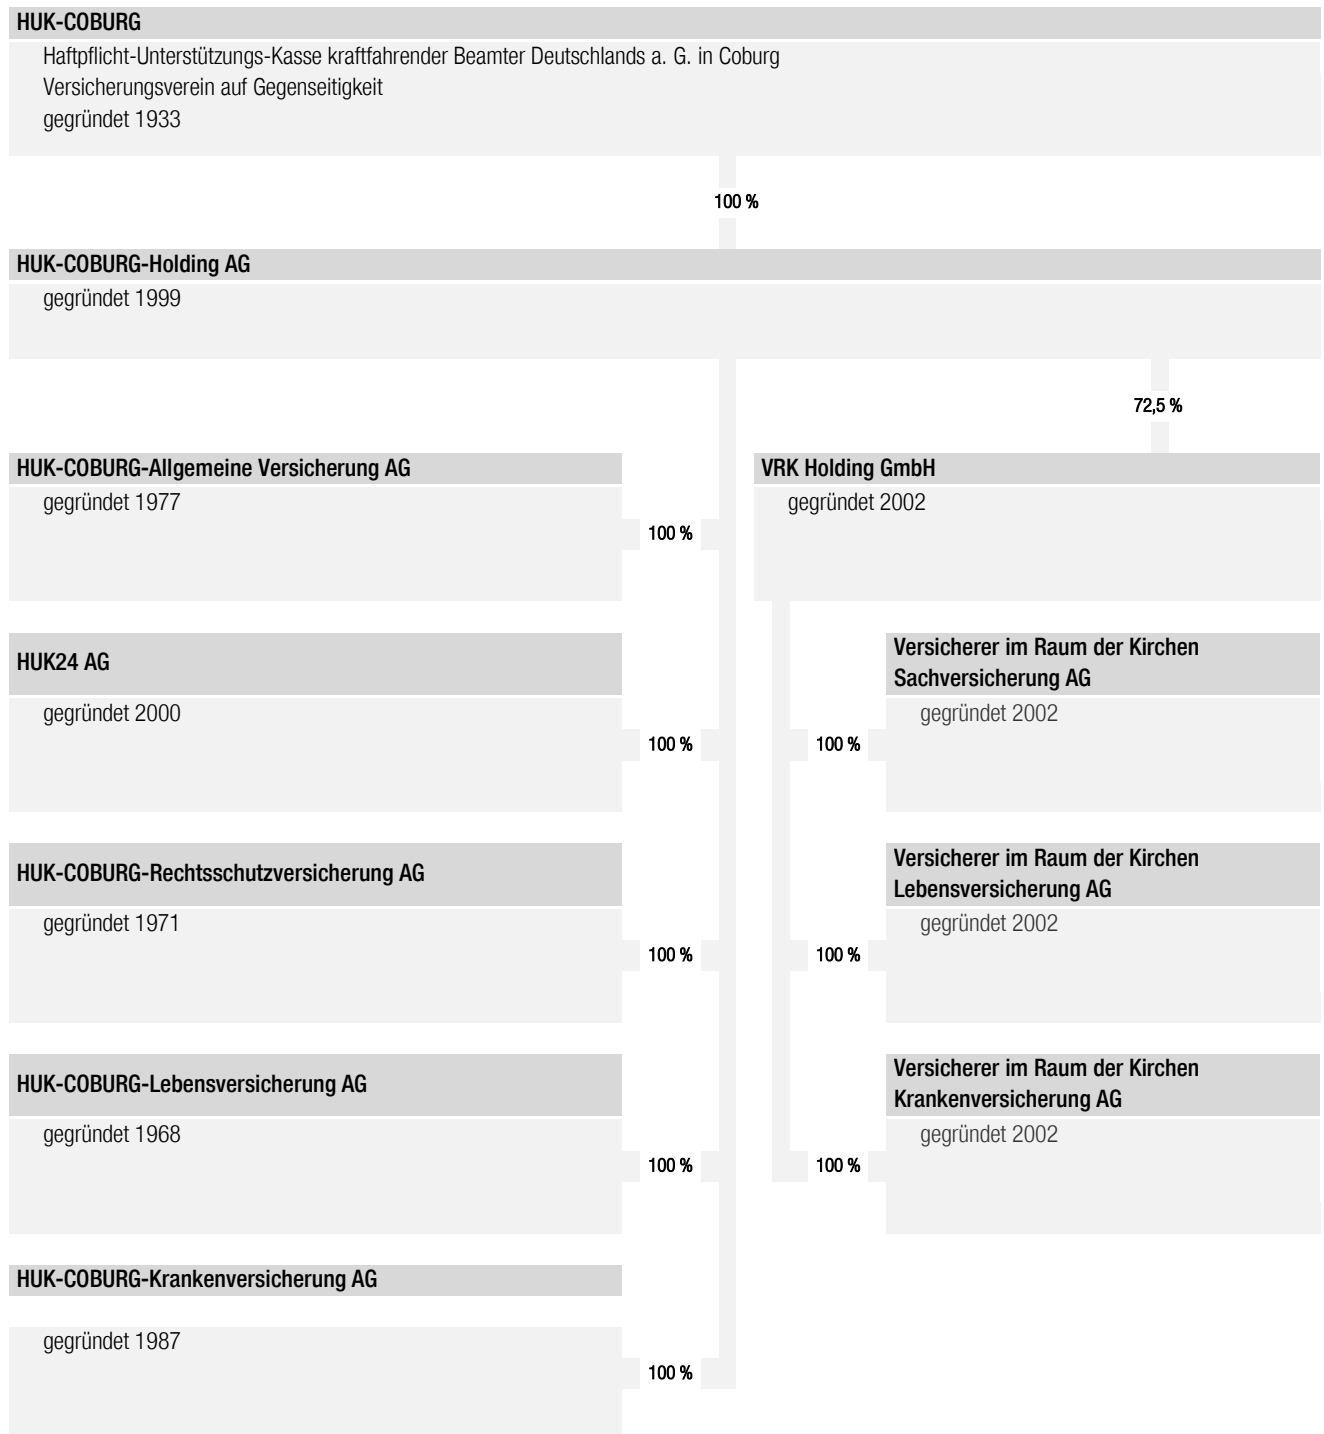 HUK-COBURG
Haftpflicht-Unterstützungs-Kasse kraftfahrender Beamter Deutschlands a. G. in Coburg
Versicherungsverein auf Gegenseitigkeit
gegründet 1933
100 %
HUK-COBURG-Holding AG
gegründet 1999
72,5 %
HUK-COBURG-Allgemeine Versicherung AG
gegründet 1977
100 %
VRK Holding GmbH
gegründet 2002
HUK24 AG
gegründet 2000
100 %
Versicherer im Raum der Kirchen
Sachversicherung AG
gegründet 2002
100 %
HUK-COBURG-Rechtsschutzversicherung AG
gegründet 1971
100 %
Versicherer im Raum der Kirchen
Lebensversicherung AG
gegründet 2002
100 %
HUK-COBURG-Lebensversicherung AG
gegründet 1968
100 %
Versicherer im Raum der Kirchen
Krankenversicherung AG
gegründet 2002
100 %
HUK-COBURG-Krankenversicherung AG
gegründet 1987
100 %